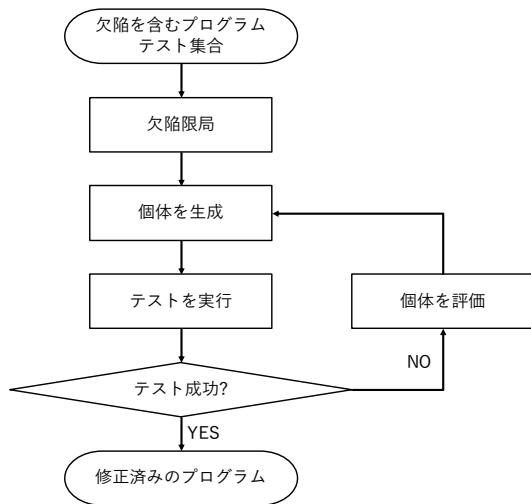 欠陥を含むプログラム
テスト集合
欠陥限局
個体を生成
テストを実行
個体を評価
テスト成功?
NO
YES
修正済みのプログラム